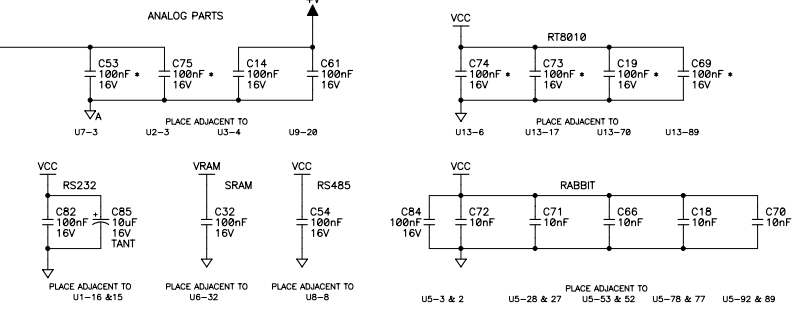 ANALOG PARTS
+V
C53
100nF *
16V
C75
100nF *
16V
C14
100nF
16V
C61
100nF
16V
A
PLACE ADJACENT TO
U7-3 U2-3 U3-4 U9-20
VCC
RT8010
C74
100nF *
16V
C73
100nF *
16V
C19
100nF *
16V
C69
100nF *
16V
PLACE ADJACENT TO
U13-6 U13-17 U13-70 U13-89
VCC
RS232
C82
100nF
16V
+
C85
10uF
16V
TANT
PLACE ADJACENT TO
U1-16 &15
VRAM
SRAM
C32
100nF
16V
PLACE ADJACENT TO
U6-32
VCC
RS485
C54
100nF
16V
PLACE ADJACENT TO
U8-8
VCC
RABBIT
C84
100nF
16V
C72
10nF
C71
10nF
C66
10nF
C18
10nF
C70
10nF
PLACE ADJACENT TO
U5-3 & 2 U5-28 & 27 U5-53 & 52 U5-78 & 77 U5-92 & 89